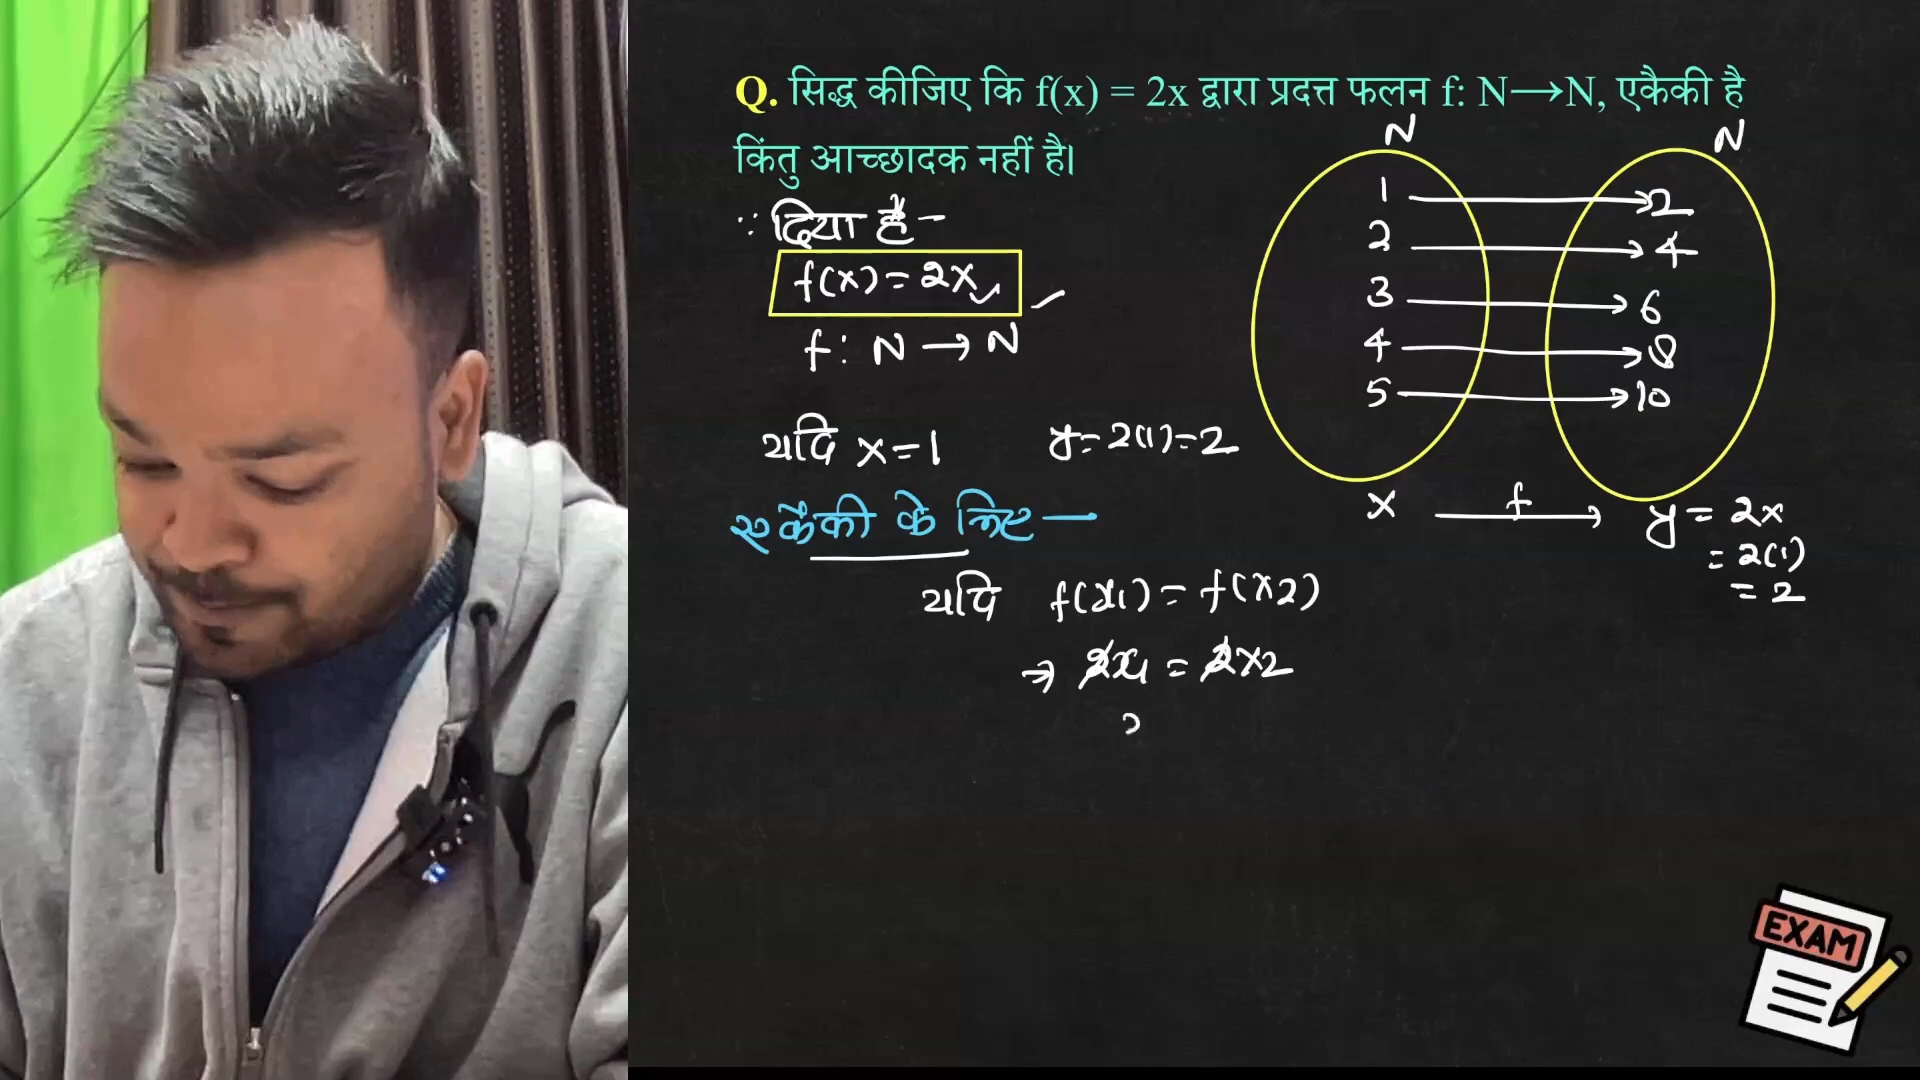 Q. सिद्ध कीजिए कि f(x) = 2x द्वारा प्रदत्त फलन f: N⟶N, एकैकी है
किंतु आच्छादक नहीं है।
∵ दिया है -
f(x) = 2x
f: N → N
यदि x = 1 y = 2(1) = 2
एकैकी के लिए —
यदि f(x1) = f(x2)
→ 2x1 = 2x2
N N
1 → 2
2 → 4
3 → 6
4 → 8
5 → 10
x f → y = 2x
= 2(1)
= 2
EXAM